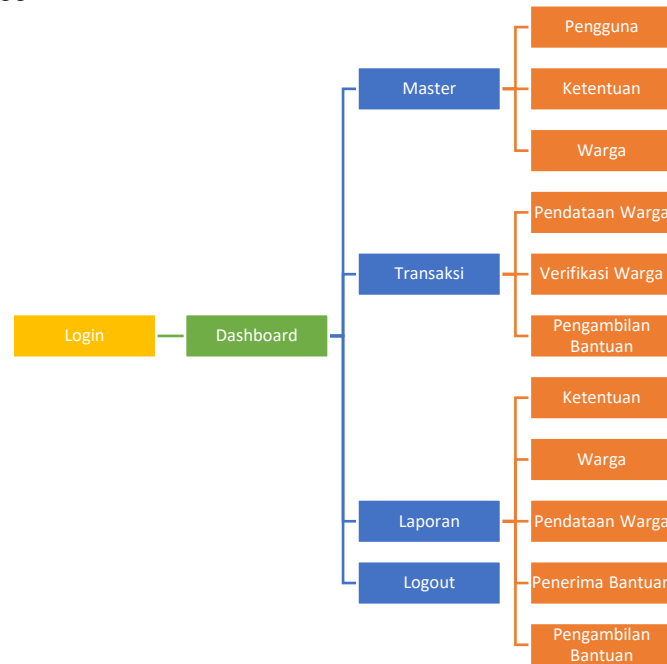 Pengguna
Master
Ketentuan
Warga
Pendataan Warga
Transaksi
Verifikasi Warga
Login
Dashboard
Pengambilan
Bantuan
Ketentuan
Warga
Laporan
Pendataan Warga
Logout
Penerima Bantuan
Pengambilan
Bantuan